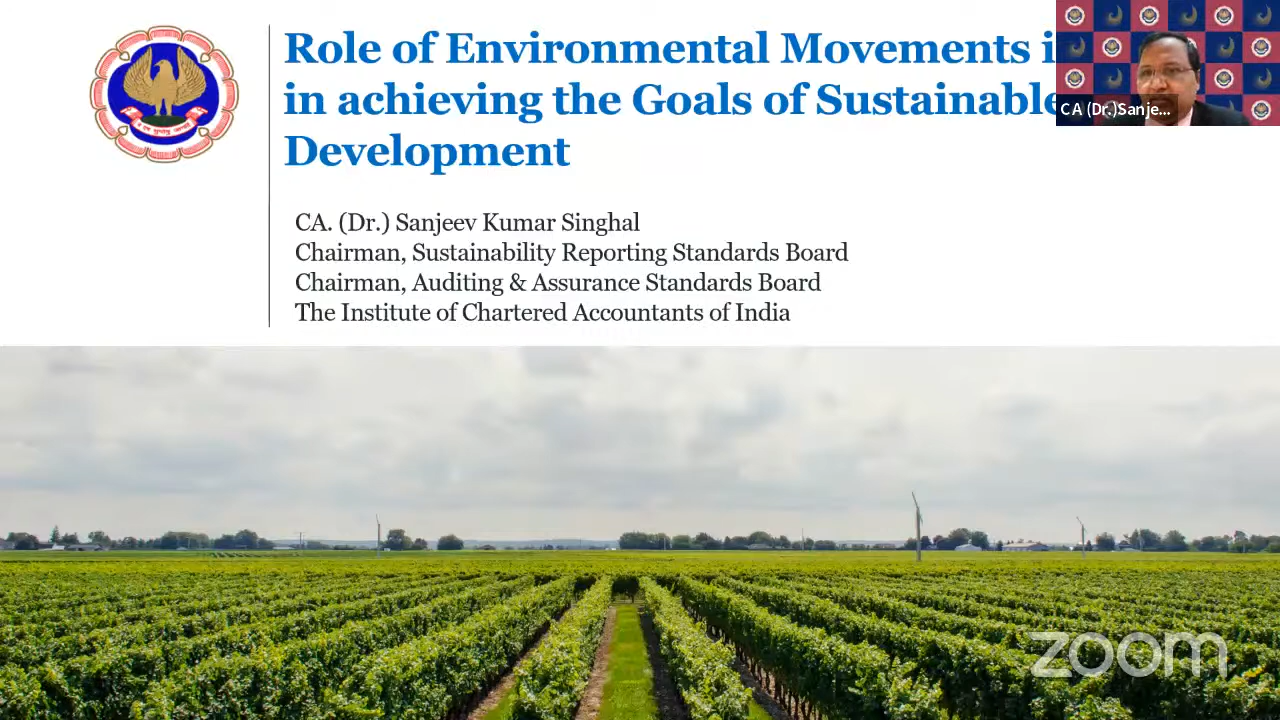 Role of Environmental Movements i
in achieving the Goals of Sustainable
Development
CA (Dr.)Sanje...
CA. (Dr.) Sanjeev Kumar Singhal
Chairman, Sustainability Reporting Standards Board
Chairman, Auditing & Assurance Standards Board
The Institute of Chartered Accountants of India
zoom